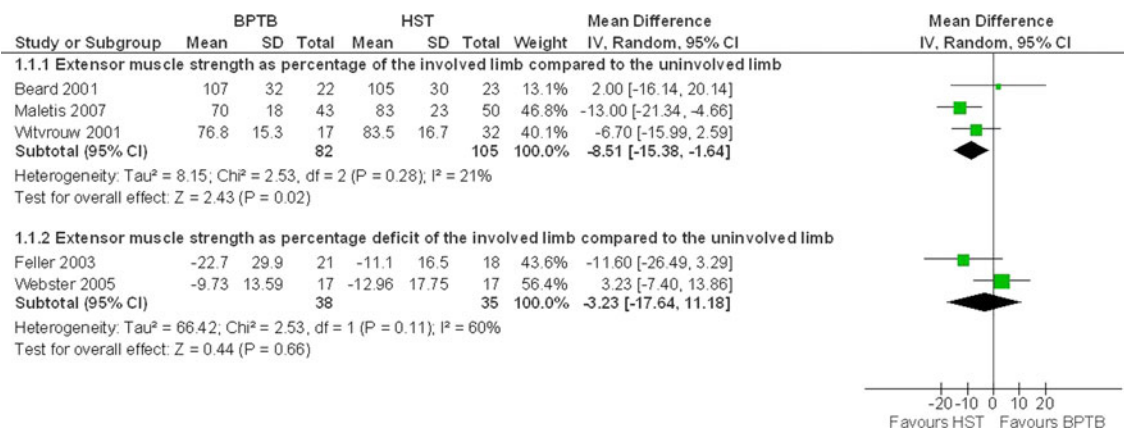 BPTB HST Mean Difference Mean Difference
Study or Subgroup Mean SD Total Mean SD Total Weight IV, Random, 95% CI IV, Random, 95% CI
1.1.1 Extensor muscle strength as percentage of the involved limb compared to the uninvolved limb
Beard 2001 107 32 22 105 30 23 13.1% 2.00 [-16.14, 20.14]
Maletis 2007 70 18 43 83 23 50 46.8% -13.00 [-21.34, -4.66]
Witvrouw 2001 76.8 15.3 17 83.5 16.7 32 40.1% -6.70 [-15.99, 2.59]
Subtotal (95% CI) 82 105 100.0% -8.51 [-15.38, -1.64]
Heterogeneity: Tau² = 8.15; Chi² = 2.53, df = 2 (P = 0.28); I² = 21%
Test for overall effect: Z = 2.43 (P = 0.02)
1.1.2 Extensor muscle strength as percentage deficit of the involved limb compared to the uninvolved limb
Feller 2003 -22.7 29.9 21 -11.1 16.5 18 43.6% -11.60 [-26.49, 3.29]
Webster 2005 -9.73 13.59 17 -12.96 17.75 17 56.4% 3.23 [-7.40, 13.86]
Subtotal (95% CI) 38 35 100.0% -3.23 [-17.64, 11.18]
Heterogeneity: Tau² = 66.42; Chi² = 2.53, df = 1 (P = 0.11); I² = 60%
Test for overall effect: Z = 0.44 (P = 0.66)
-20 -10 0 10 20
Favours HST Favours BPTB